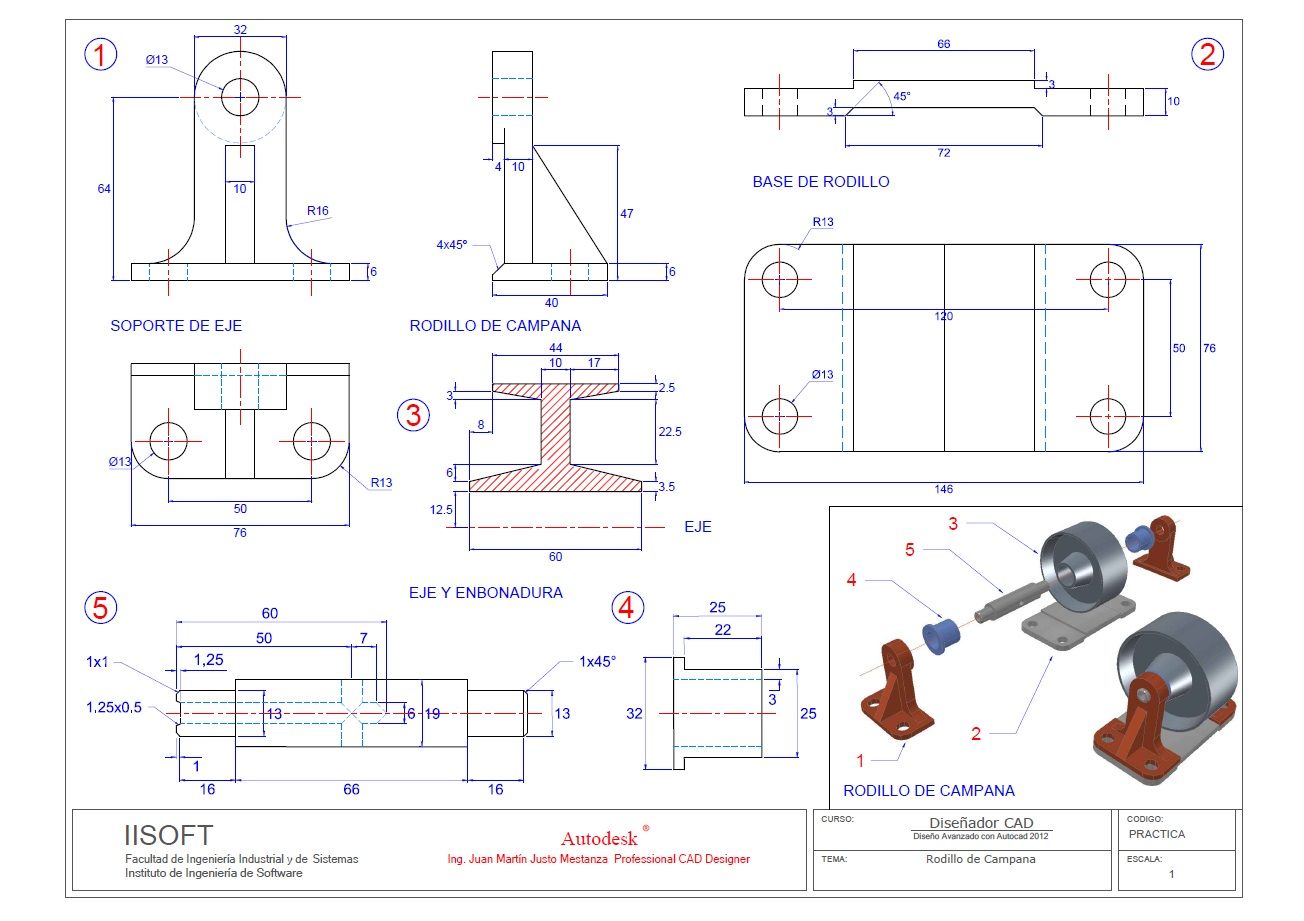 1
32
Ø13
64
10
R16
6
SOPORTE DE EJE
4
10
47
4x45º
6
40
RODILLO DE CAMPANA
2
66
3
45°
3
10
72
BASE DE RODILLO
R13
120
50
76
Ø13
146
Ø13
R13
50
76
3
44
10
17
2.5
3
8
22.5
6
3.5
12.5
EJE
60
EJE Y ENBONADURA
5
60
50
7
1,25
1x1
1,25x0,5
13
6
19
1x45°
13
1
16
66
16
4
25
22
32
3
25
3
5
4
2
1
RODILLO DE CAMPANA
IISOFT
Facultad de Ingeniería Industrial y de Sistemas
Instituto de Ingeniería de Software
Autodesk ®
Ing. Juan Martín Justo Mestanza Professional CAD Designer
CURSO:
Diseñador CAD
Diseño Avanzado con Autocad 2012
TEMA:
Rodillo de Campana
CODIGO:
PRACTICA
ESCALA:
1